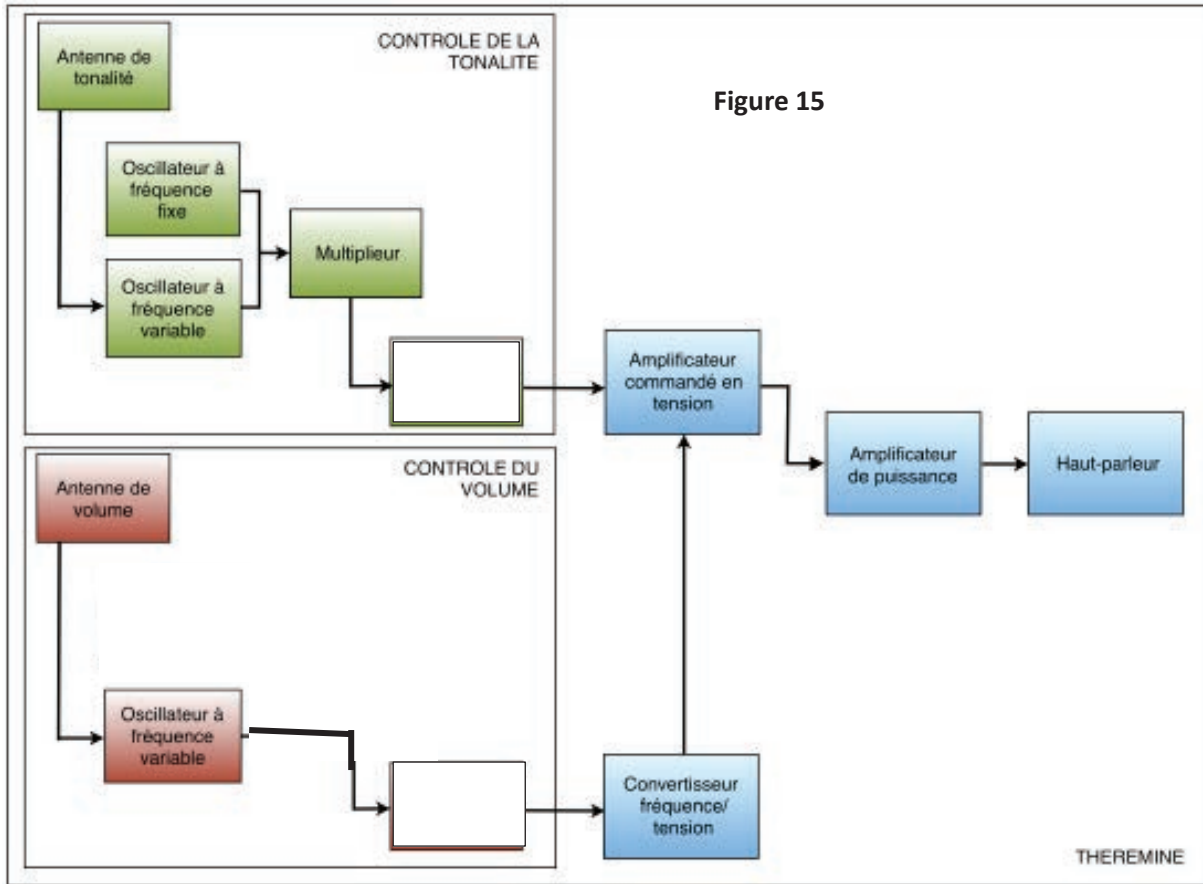 CONTROLE DE LA
TONALITE
Antenne de
tonalité
Figure 15
Oscillateur à
fréquence
fixe
Multiplieur
Oscillateur à
fréquence
variable
Amplificateur
commandé en
tension
Amplificateur
de puissance
Haut-parleur
CONTROLE DU
VOLUME
Antenne de
volume
Oscillateur à
fréquence
variable
Convertisseur
fréquence/
tension
THEREMINE